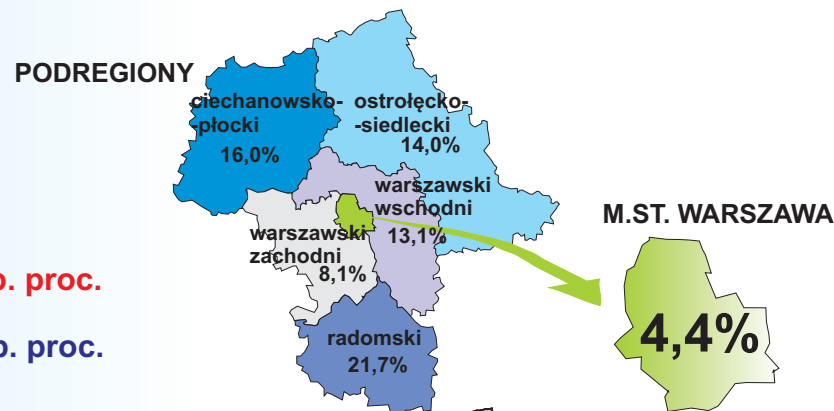 PODREGIONY
ciechanowsko-
-płocki
16,0%
ostrołęcko-
-siedlecki
14,0%
warszawski
wschodni
13,1%
warszawski
zachodni
8,1%
radomski
21,7%
M.ST. WARSZAWA
4,4%
p. proc.
p. proc.